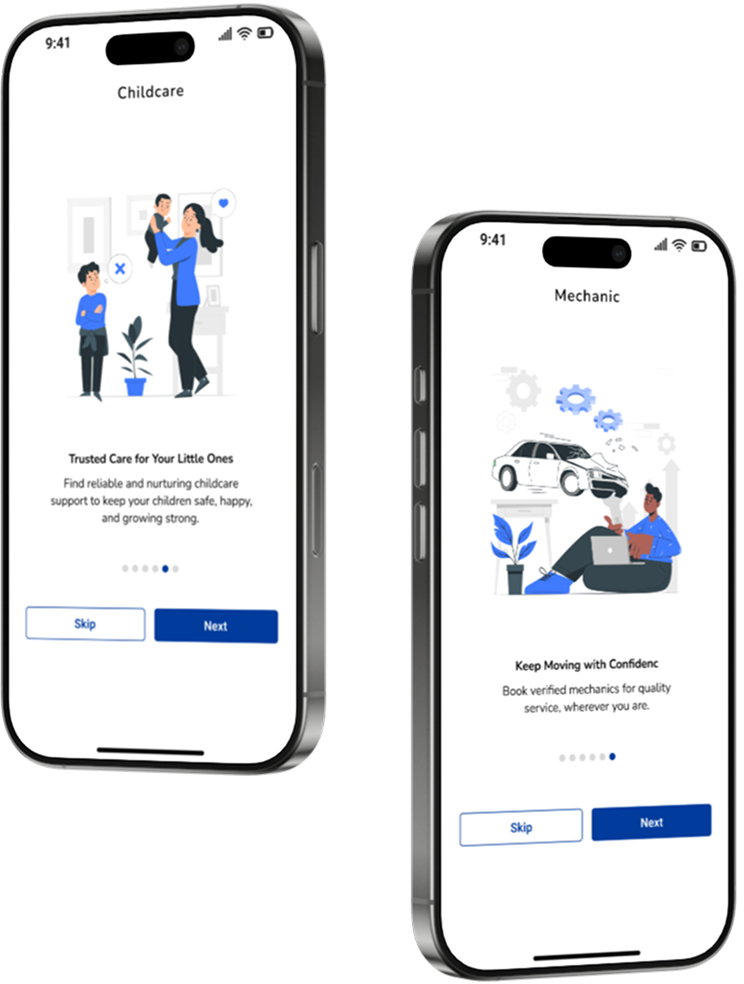 9:41
Childcare
Trusted Care for Your Little Ones
Find reliable and nurturing childcare
support to keep your children safe, happy,
and growing strong.
Skip
Next
9:41
Mechanic
Keep Moving with Confidenc
Book verified mechanics for quality
service, wherever you are.
Skip
Next